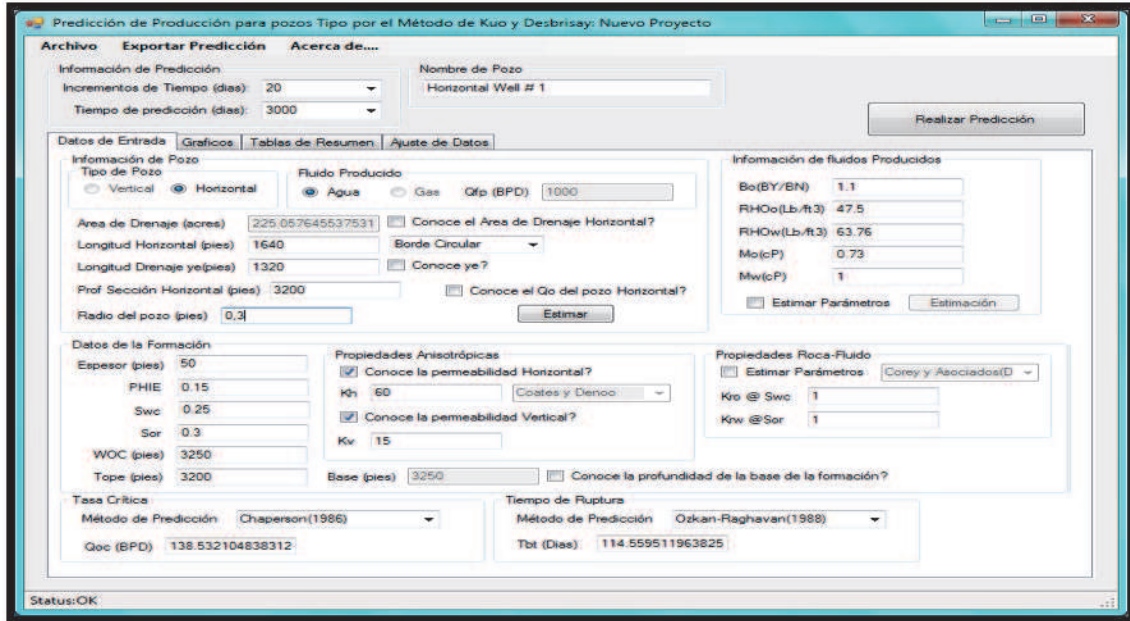 Predicción de Producción para pozos Tipo por el Método de Kuo y Desbrisay: Nuevo Proyecto
Archivo Exportar Predicción Acerca de....
Información de Predicción
Nombre de Pozo
Incrementos de Tiempo (dias): 20
Horizontal Well # 1
Tiempo de predicción (dias): 3000
Realizar Predicción
Datos de Entrada Graficos Tablas de Resumen Ajuste de Datos
Información de Pozo
Tipo de Pozo
Vertical Horizontal
Fluido Producido
Agua Gas Qfp (BPD) 1000
Area de Drenaje (acres) 225.057645537531 Conoce el Area de Drenaje Horizontal?
Longitud Horizontal (pies) 1640 Borde Circular
Longitud Drenaje ye(pies) 1320 Conoce ye?
Prof Sección Horizontal (pies) 3200 Conoce el Qo del pozo Horizontal?
Radio del pozo (pies) 0,3 Estimar
Información de fluidos Producidos
Bo(BY/BN) 1.1
RHOo(Lb/ft3) 47.5
RHOw(Lb/ft3) 63.76
Mo(cP) 0.73
Mw(cP) 1
Estimar Parámetros Estimación
Datos de la Formación
Espesor (pies) 50
PHIE 0.15
Swc 0.25
Sor 0.3
WOC (pies) 3250
Tope (pies) 3200
Propiedades Anisotrópicas
Conoce la permeabilidad Horizontal?
Kh 60 Coates y Denoo
Conoce la permeabilidad Vertical?
Kv 15
Propiedades Roca-Fluido
Estimar Parámetros Corey y Asociados(D
Kro @ Swc 1
Krw @Sor 1
Base (pies) 3250 Conoce la profundidad de la base de la formación?
Tasa Crítica
Método de Predicción Chaperson(1986)
Qoc (BPD) 138.532104838312
Tiempo de Ruptura
Método de Predicción Ozkan-Raghavan(1988)
Tbt (Dias) 114.559511963825
Status:OK